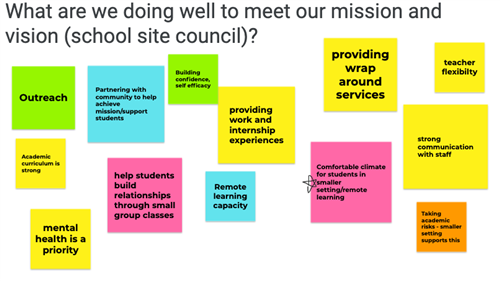 What are we doing well to meet our mission and
vision (school site council)?
Outreach
Partnering with
community to help
achieve
mission/support
students
Building
confidence,
self efficacy
providing
work and
internship
experiences
providing
wrap
around
services
teacher
flexibilty
Academic
curriculum is
strong
help students
build
relationships
through small
group classes
Remote
learning
capacity
Comfortable climate
for students in
smaller
setting/remote
learning
strong
communication
with staff
mental
health is a
priority
Taking
academic
risks - smaller
setting
supports this